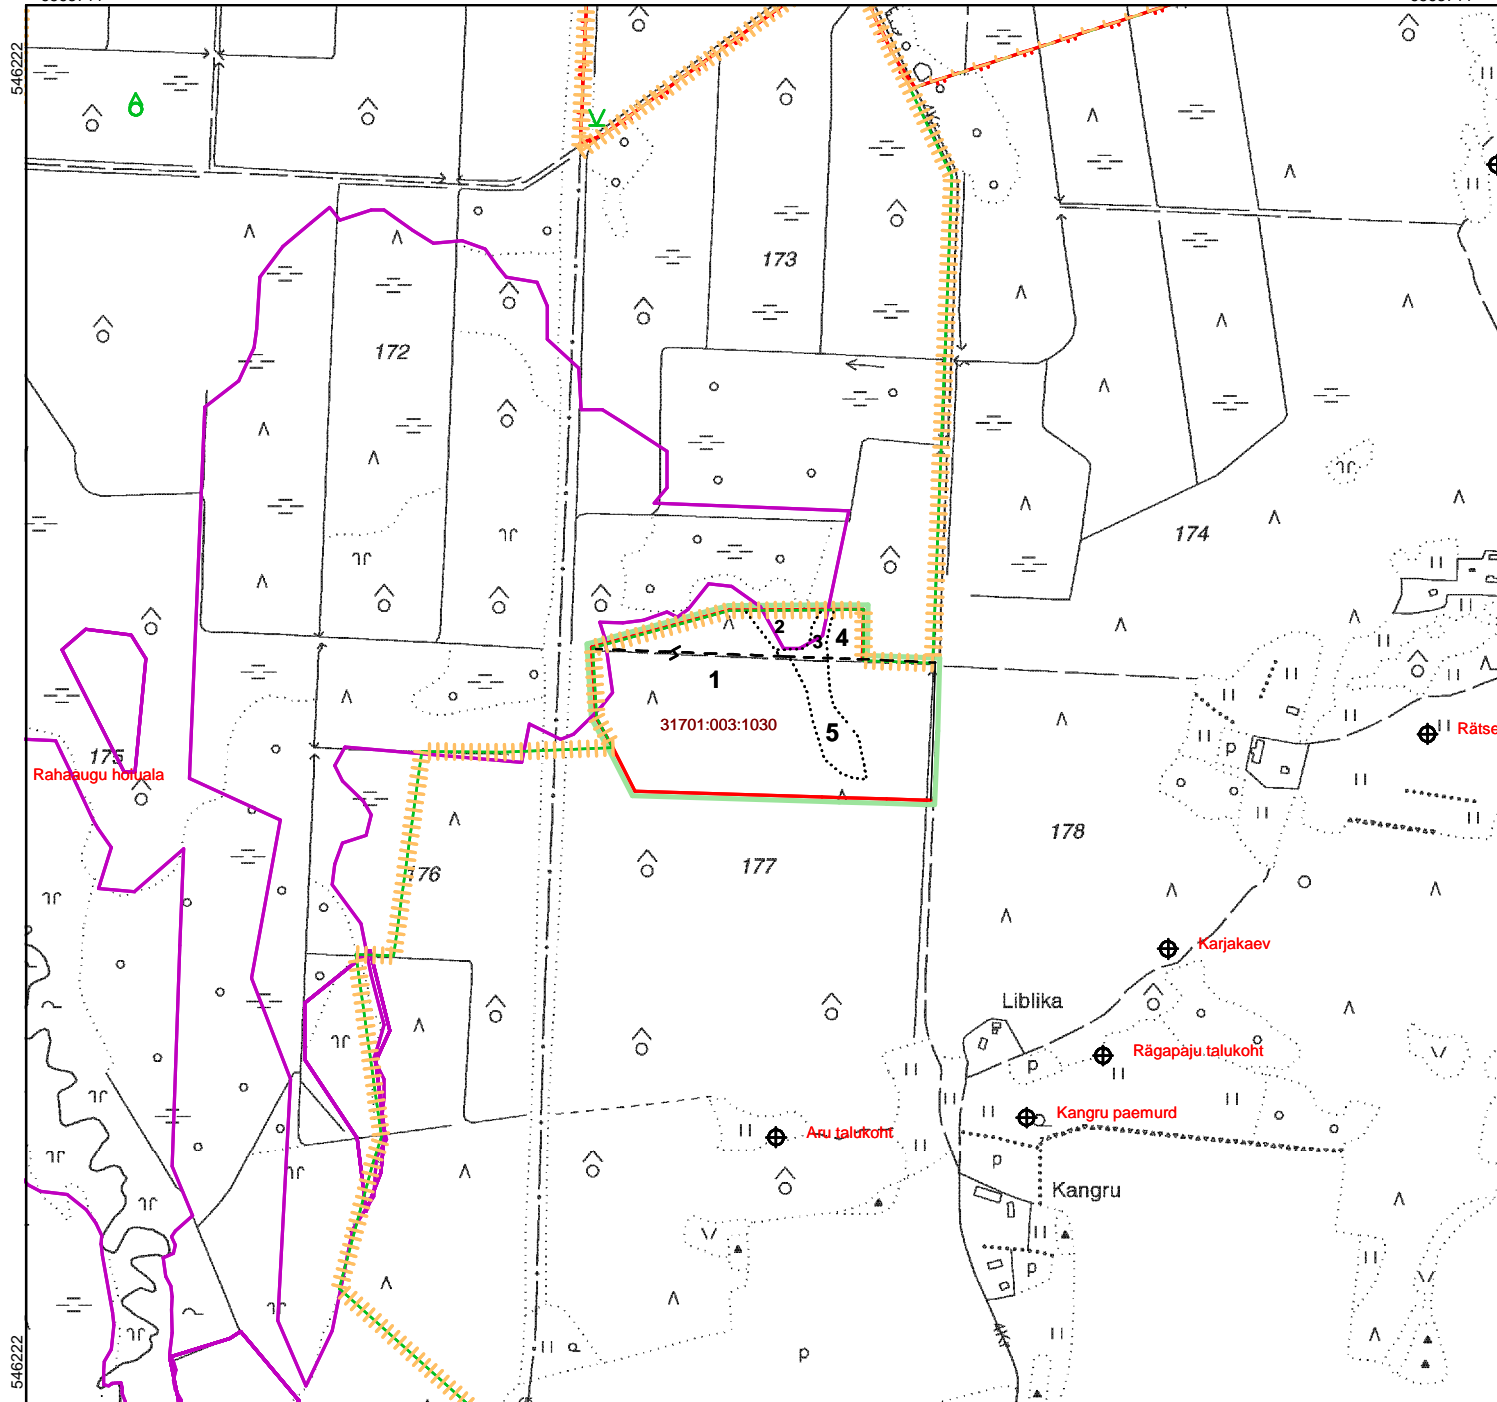 546222
173
172
174
2
3
4
1
31701:003:1030
5
Rätse
175
Rahaaugu hoiuala
178
177
176
Karjakaev
Liblika
Rägapaju talukoht
p
Kangru paemurd
Aru talukoht
p
Kangru
p
p
p
546222